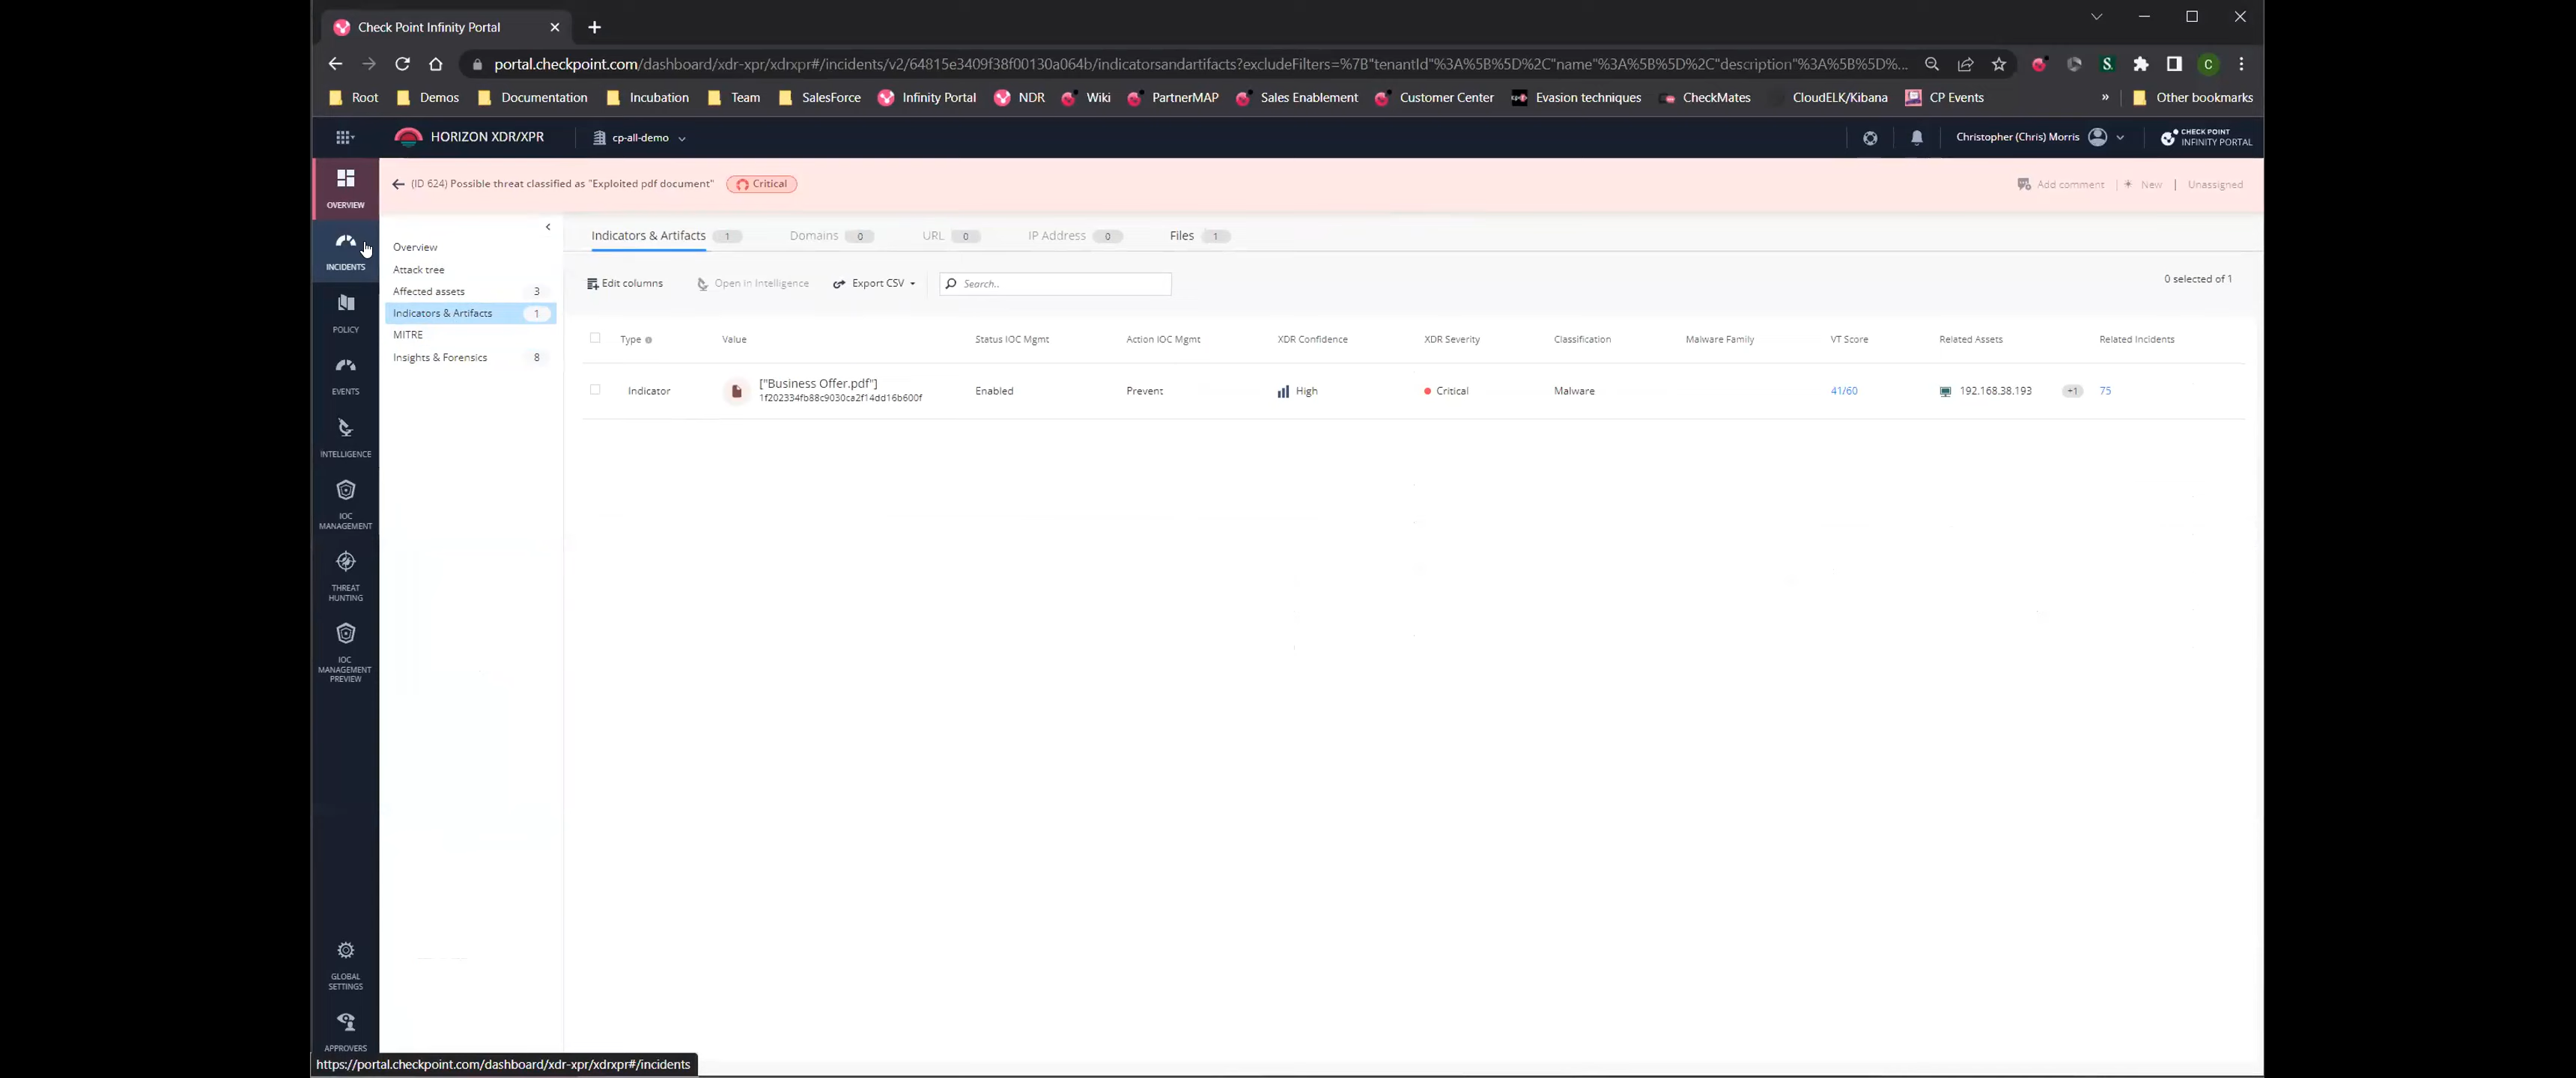 Check Point Infinity Portal
portal.checkpoint.com/dashboard/xdr-xpr/xdrxpr#/incidents/v2/64815e3409f38f00130a064b/indicatorsandartifacts?excludeFilters=%7B"tenantId"%3A%5B%5D%2C"name"%3A%5B%5D%2C"description"%3A%5B%5D%...
Root Demos Documentation Incubation Team SalesForce Infinity Portal NDR Wiki PartnerMAP Sales Enablement Customer Center Evasion techniques CheckMates CloudELK/Kibana CP Events » Other bookmarks
HORIZON XDR/XPR cp-all-demo Christopher (Chris) Morris CHECK POINT
INFINITY PORTAL
(ID 624) Possible threat classified as "Exploited pdf document" Critical Add comment New | Unassigned
OVERVIEW
INCIDENTS
POLICY
EVENTS
INTELLIGENCE
IOC
MANAGEMENT
THREAT
HUNTING
IOC
MANAGEMENT
PREVIEW
GLOBAL
SETTINGS
APPROVERS
Overview
Attack tree
Affected assets 3
Indicators & Artifacts 1
MITRE
Insights & Forensics 8
Indicators & Artifacts 1 Domains 0 URL 0 IP Address 0 Files 1
Edit columns Open in Intelligence Export CSV Search.. 0 selected of 1
Type Value Status IOC Mgmt Action IOC Mgmt XDR Confidence XDR Severity Classification Malware Family VT Score Related Assets Related Incidents
Indicator ["Business Offer.pdf"] Enabled Prevent High Critical Malware 41/60 192.168.38.193 +1 75
1f202334fb88c9030ca2f14dd16b600f
https://portal.checkpoint.com/dashboard/xdr-xpr/xdrxpr#/incidents